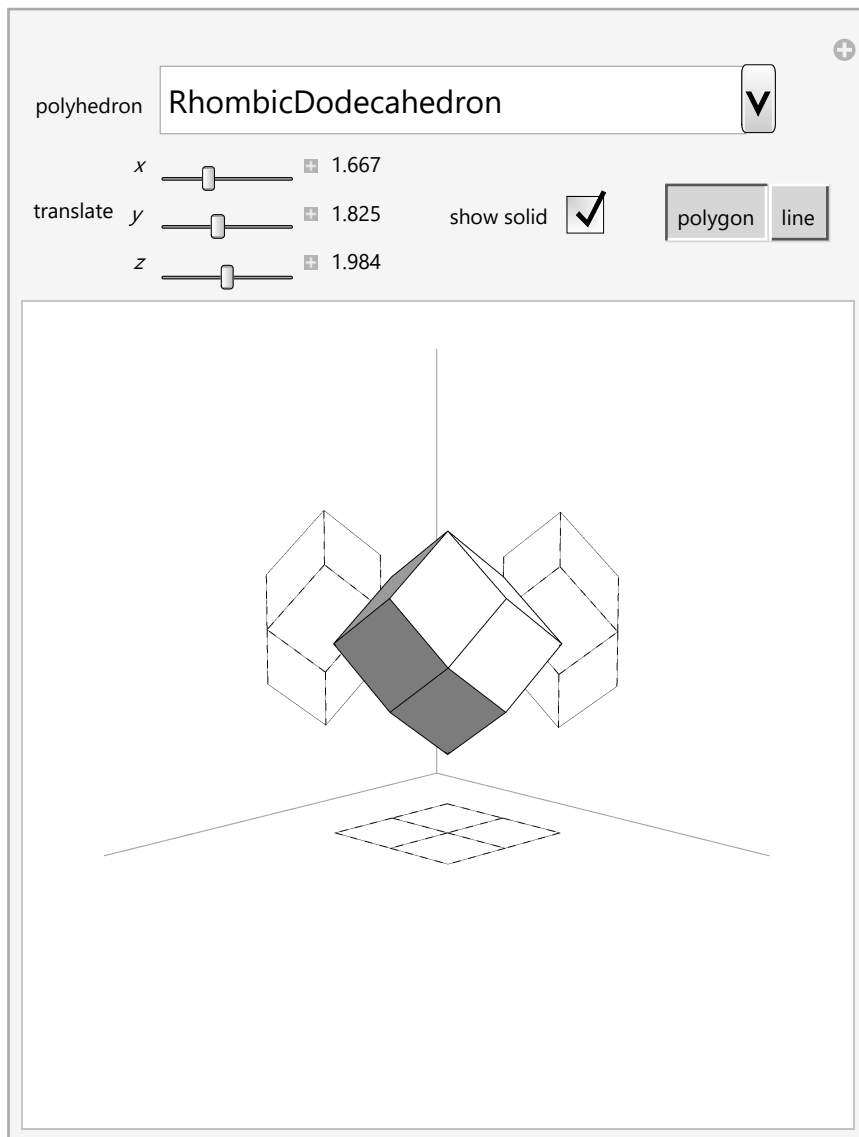 polyhedron RhombicDodecahedron
x 1.667
translate y 1.825 show solid polygon line
z 1.984